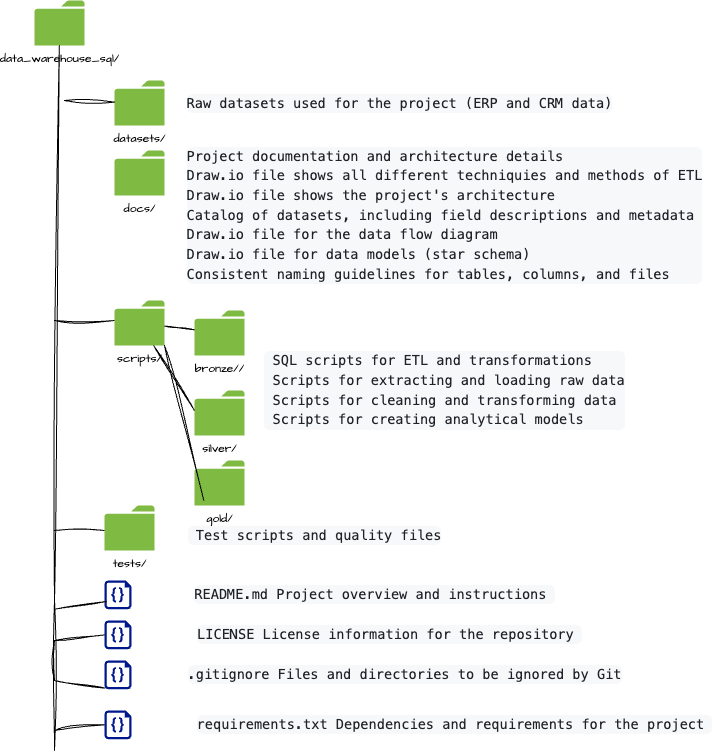 data_warehouse_sql/
Raw datasets used for the project (ERP and CRM data)
datasets/
Project documentation and architecture details
Draw.io file shows all different techniquies and methods of ETL
Draw.io file shows the project's architecture
Catalog of datasets, including field descriptions and metadata
Draw.io file for the data flow diagram
Draw.io file for data models (star schema)
Consistent naming guidelines for tables, columns, and files
docs/
scripts/
bronze//
SQL scripts for ETL and transformations
Scripts for extracting and loading raw data
Scripts for cleaning and transforming data
Scripts for creating analytical models
silver/
gold/
Test scripts and quality files
tests/
{} README.md Project overview and instructions
{} LICENSE License information for the repository
{} .gitignore Files and directories to be ignored by Git
{} requirements.txt Dependencies and requirements for the project